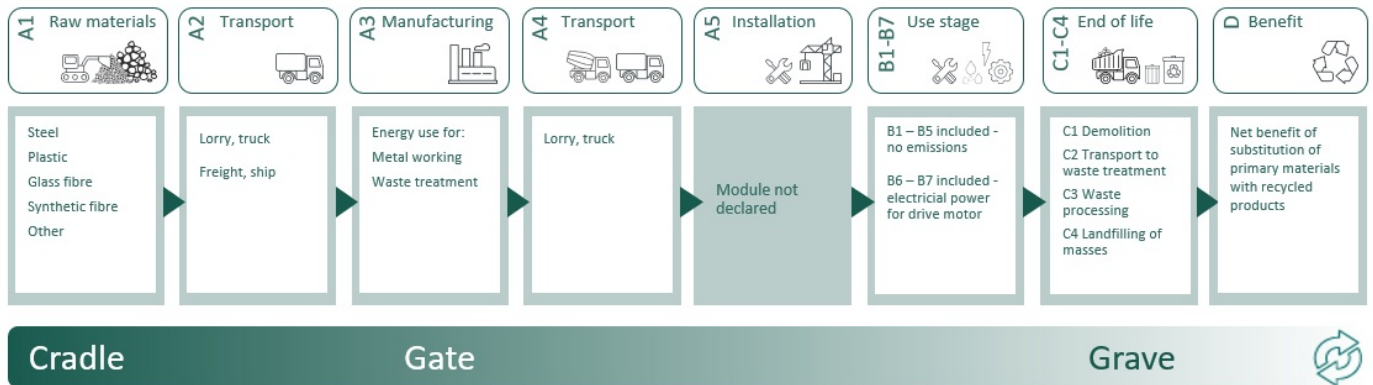 A1 Raw materials
A2 Transport
A3 Manufacturing
A4 Transport
A5 Installation
B1-B7 Use stage
C1-C4 End of life
D Benefit
Steel
Plastic
Glass fibre
Synthetic fibre
Other
Lorry, truck
Freight, ship
Energy use for:
Metal working
Waste treatment
Lorry, truck
Module not
declared
B1 – B5 included -
no emissions
B6 – B7 included -
electricial power
for drive motor
C1 Demolition
C2 Transport to
waste treatment
C3 Waste
processing
C4 Landfilling of
masses
Net benefit of
substitution of
primary materials
with recycled
products
Cradle
Gate
Grave